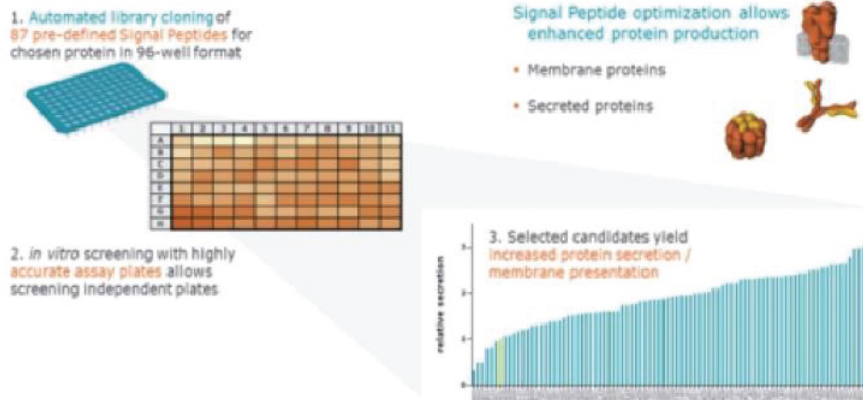 1. Automated library cloning of
87 pre-defined Signal Peptides for
chosen protein in 96-well format
Signal Peptide optimization allows
enhanced protein production
• Membrane proteins
• Secreted proteins
1 2 3 4 5 6 7 8 9 10 11
A
B
C
D
E
F
G
H
2. in vitro screening with highly
accurate assay plates allows
screening independent plates
3. Selected candidates yield
increased protein secretion /
membrane presentation
relative secretion
3
2
1
0